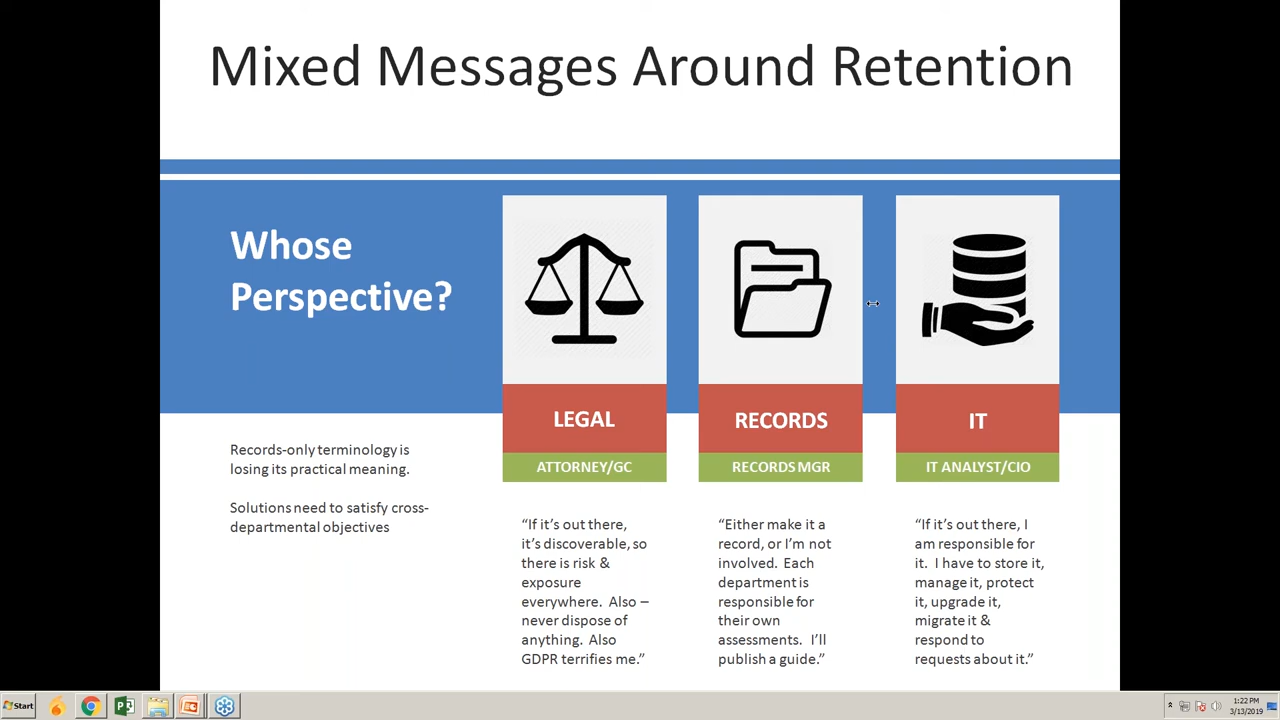 Mixed Messages Around Retention
Whose
Perspective?
Records-only terminology is
losing its practical meaning.
Solutions need to satisfy cross-
departmental objectives
LEGAL
ATTORNEY/GC
“If it’s out there,
it’s discoverable, so
there is risk &
exposure
everywhere. Also –
never dispose of
anything. Also
GDPR terrifies me.”
RECORDS
RECORDS MGR
“Either make it a
record, or I’m not
involved. Each
department is
responsible for
their own
assessments. I’ll
publish a guide.”
IT
IT ANALYST/CIO
“If it’s out there, I
am responsible for
it. I have to store it,
manage it, protect
it, upgrade it,
migrate it &
respond to
requests about it.”
Start
1:22 PM
3/13/2019